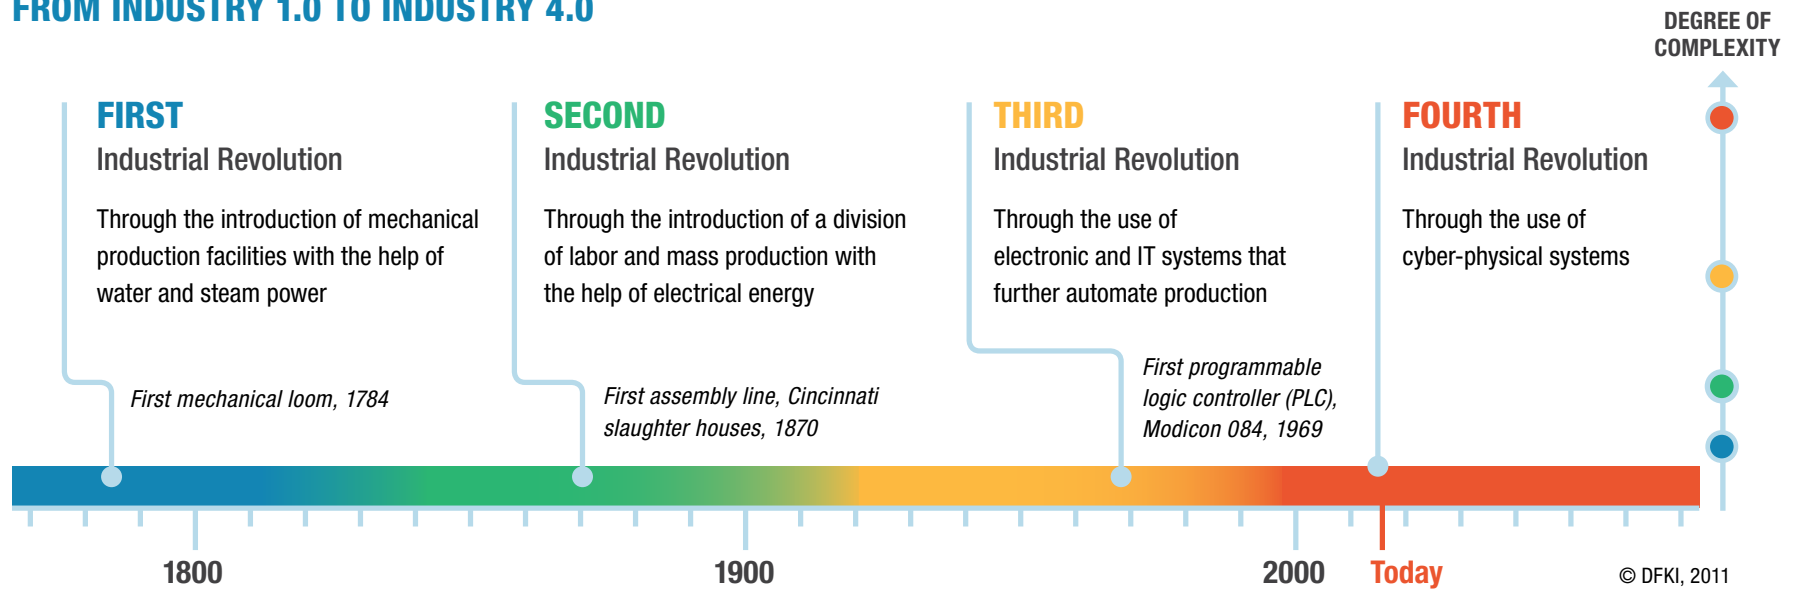 FROM INDUSTRY 1.0 TO INDUSTRY 4.0
DEGREE OF
COMPLEXITY
FIRST
Industrial Revolution
Through the introduction of mechanical
production facilities with the help of
water and steam power
First mechanical loom, 1784
SECOND
Industrial Revolution
Through the introduction of a division
of labor and mass production with
the help of electrical energy
First assembly line, Cincinnati
slaughter houses, 1870
THIRD
Industrial Revolution
Through the use of
electronic and IT systems that
further automate production
First programmable
logic controller (PLC),
Modicon 084, 1969
FOURTH
Industrial Revolution
Through the use of
cyber-physical systems
1800
1900
2000
Today
© DFKI, 2011